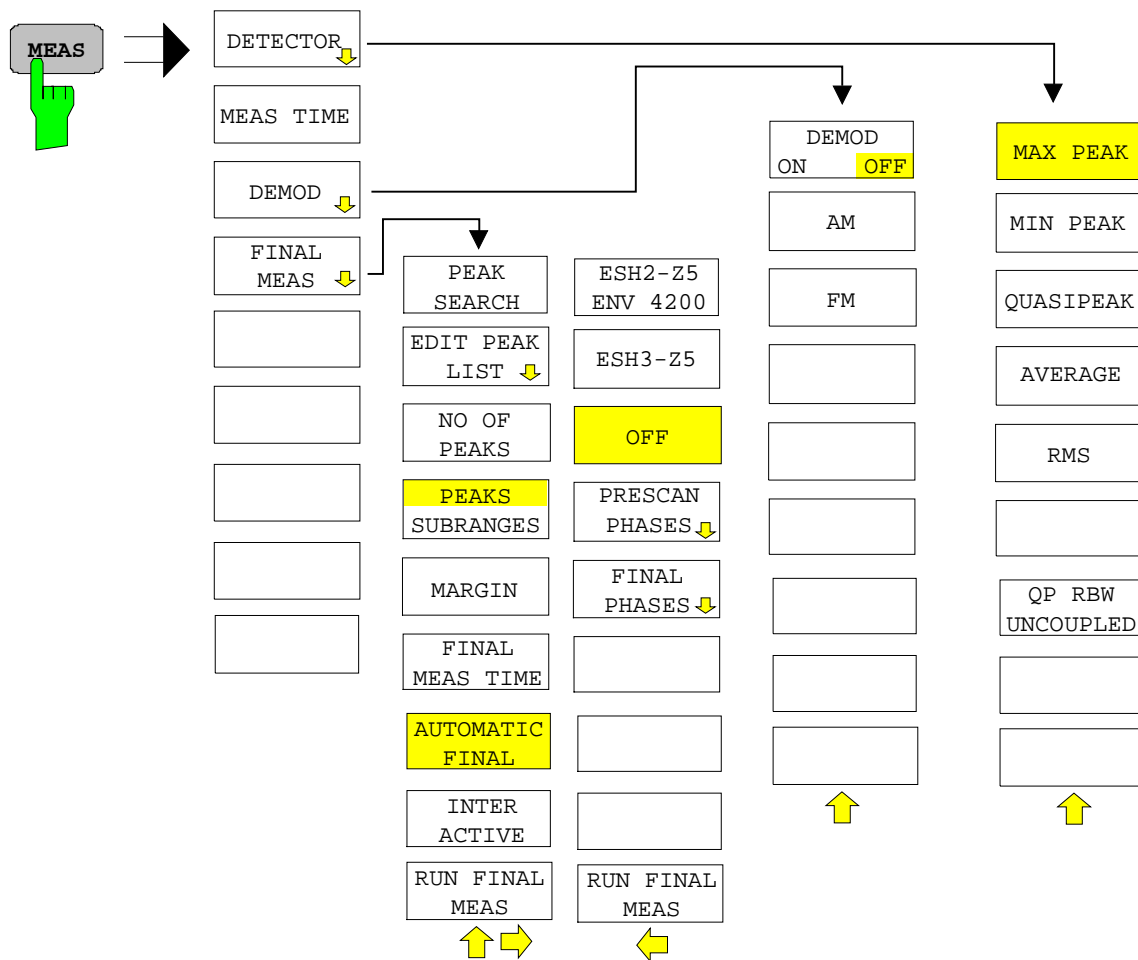 MEAS
DETECTOR
MEAS TIME
DEMOD
FINAL
MEAS
PEAK
SEARCH
EDIT PEAK
LIST
NO OF
PEAKS
PEAKS
SUBRANGES
MARGIN
FINAL
MEAS TIME
AUTOMATIC
FINAL
INTER
ACTIVE
RUN FINAL
MEAS
ESH2-Z5
ENV 4200
ESH3-Z5
OFF
PRESCAN
PHASES
FINAL
PHASES
RUN FINAL
MEAS
DEMOD
ON OFF
AM
FM
MAX PEAK
MIN PEAK
QUASIPEAK
AVERAGE
RMS
QP RBW
UNCOUPLED